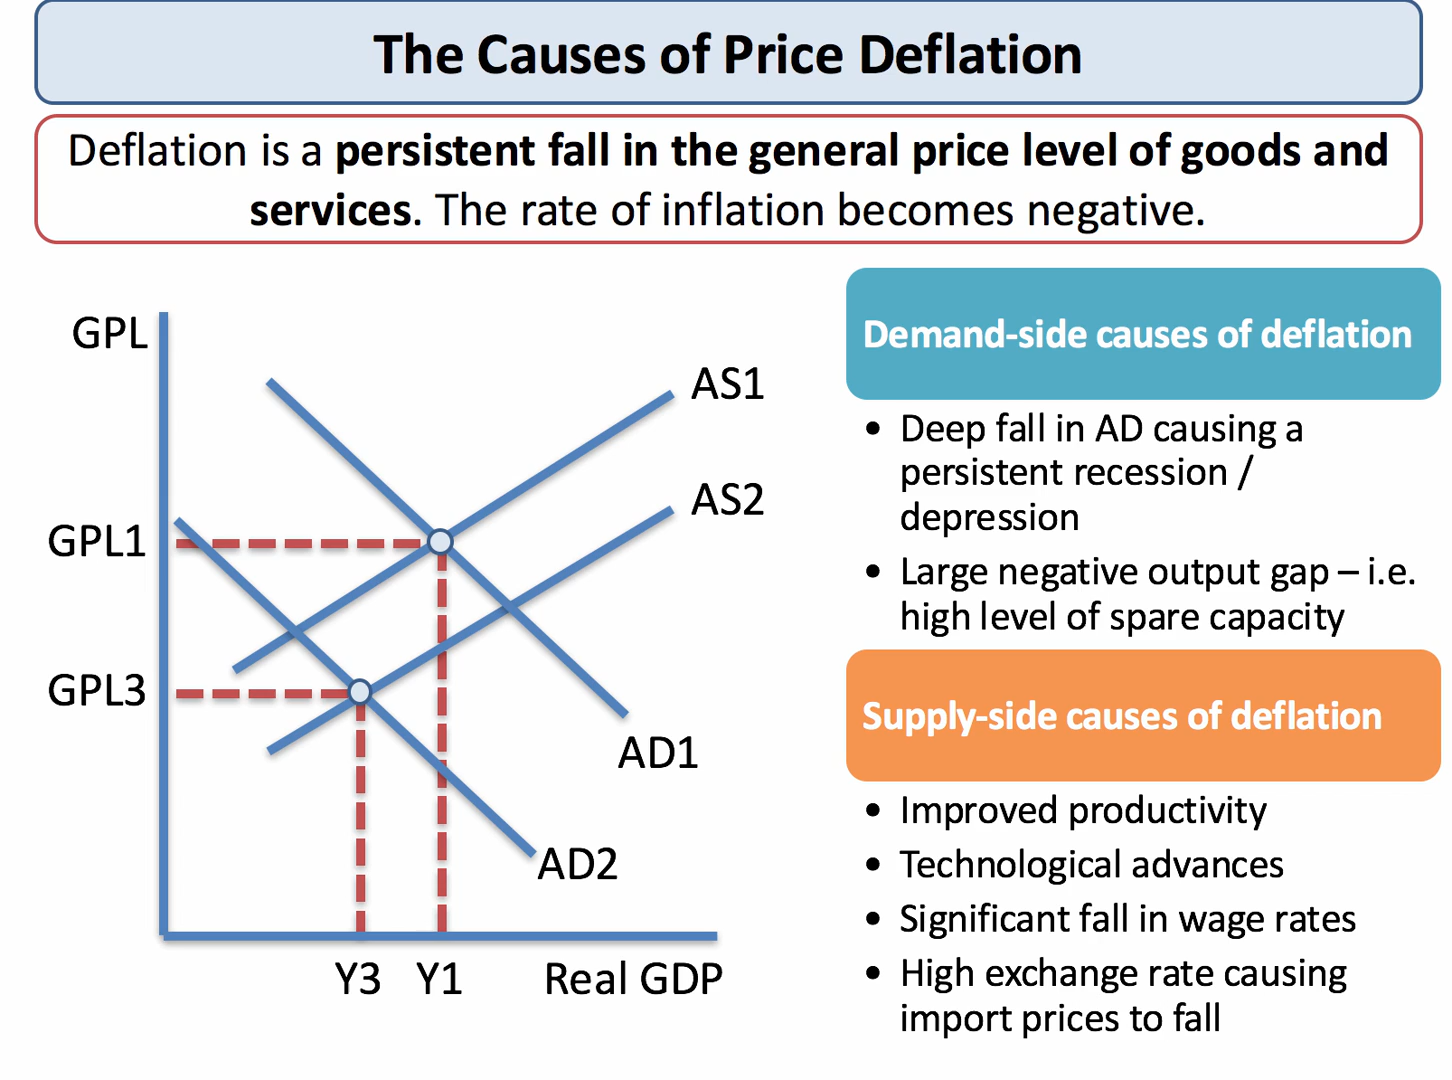 The Causes of Price Deflation
Deflation is a persistent fall in the general price level of goods and
services. The rate of inflation becomes negative.
GPL
AS1
AS2
GPL1
GPL3
AD1
AD2
Y3
Y1
Real GDP
Demand-side causes of deflation
• Deep fall in AD causing a
persistent recession /
depression
• Large negative output gap – i.e.
high level of spare capacity
Supply-side causes of deflation
• Improved productivity
• Technological advances
• Significant fall in wage rates
• High exchange rate causing
import prices to fall